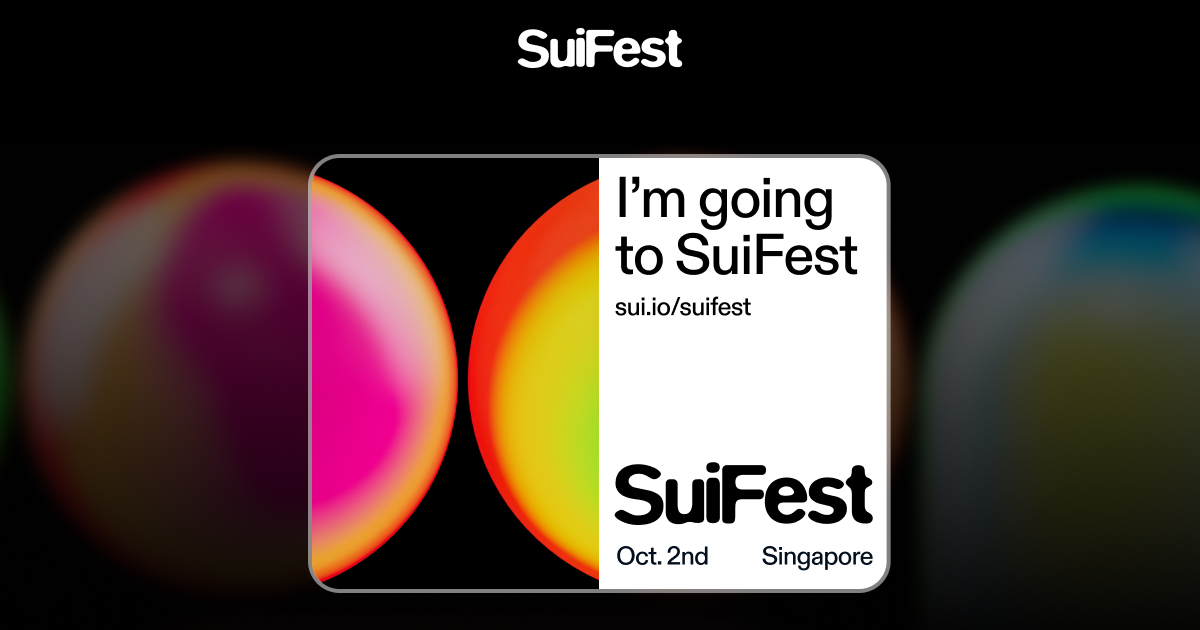 SuiFest
I’m going
to SuiFest
sui.io/suifest
SuiFest
Oct. 2nd Singapore